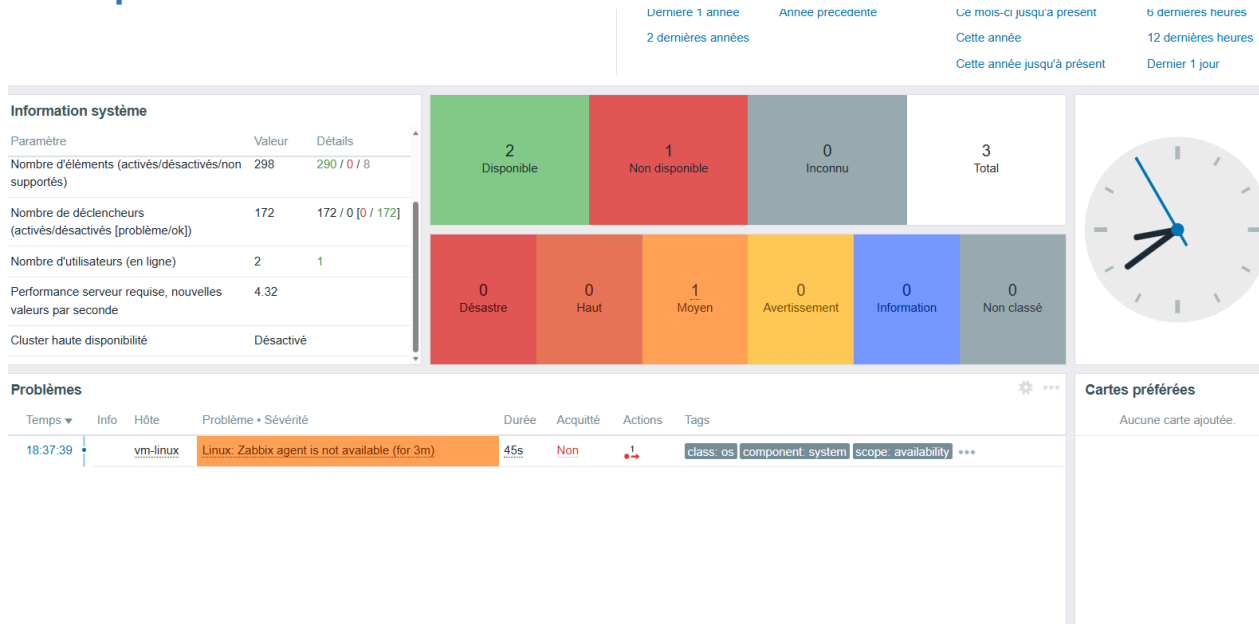 Dernière 1 année Année précédente Ce mois-ci jusqu'à présent 6 dernières heures
2 dernières années Cette année 12 dernières heures
Cette année jusqu'à présent Dernier 1 jour
Information système
Paramètre Valeur Détails
Nombre d'éléments (activés/désactivés/non supportés) 298 290 / 0 / 8
Nombre de déclencheurs (activés/désactivés [problème/ok]) 172 172 / 0 [0 / 172]
Nombre d'utilisateurs (en ligne) 2 1
Performance serveur requise, nouvelles valeurs par seconde 4.32
Cluster haute disponibilité Désactivé
2
Disponible
1
Non disponible
0
Inconnu
3
Total
0
Désastre
0
Haut
1
Moyen
0
Avertissement
0
Information
0
Non classé
Problèmes
Temps ▼ Info Hôte Problème • Sévérité Durée Acquitté Actions Tags
18:37:39 vm-linux Linux: Zabbix agent is not available (for 3m) 45s Non 1 class: os component: system scope: availability •••
Cartes préférées
Aucune carte ajoutée.